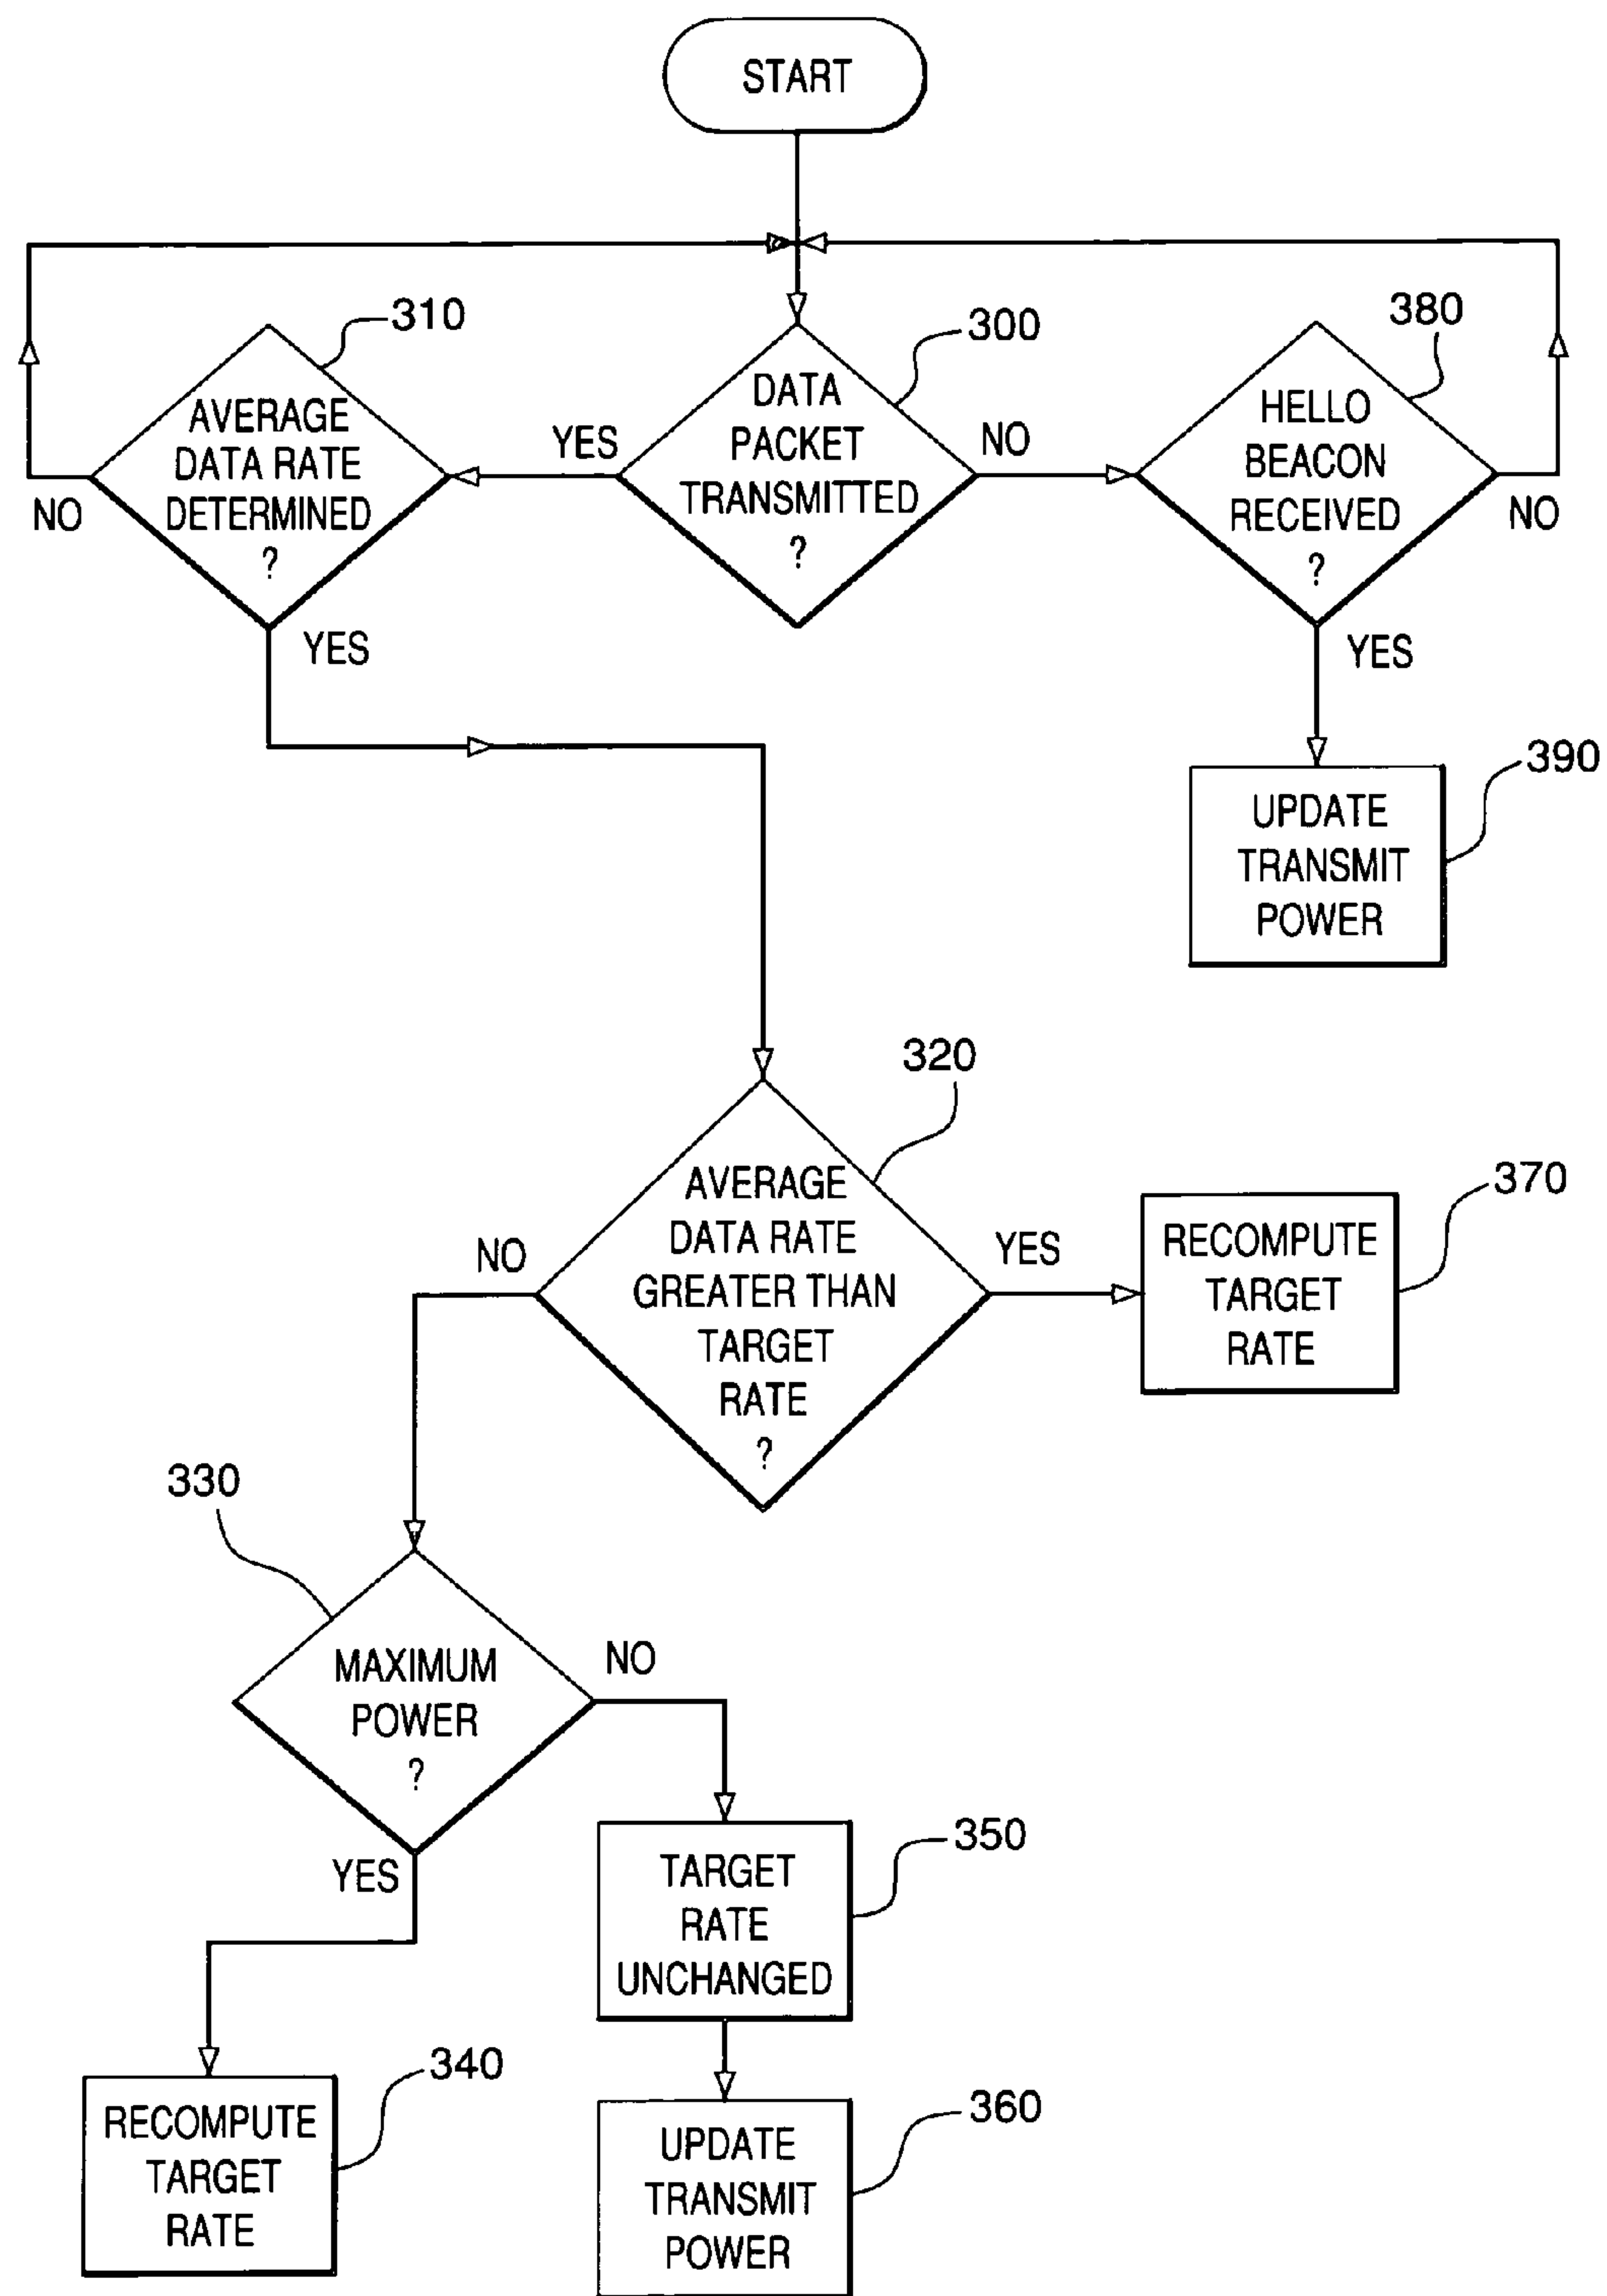 START
310
300
380
AVERAGE
DATA RATE
DETERMINED
?
NO
YES
YES
DATA
PACKET
TRANSMITTED
?
NO
HELLO
BEACON
RECEIVED
?
NO
YES
390
UPDATE
TRANSMIT
POWER
320
AVERAGE
DATA RATE
GREATER THAN
TARGET
RATE
?
NO
YES
370
RECOMPUTE
TARGET
RATE
330
MAXIMUM
POWER
?
NO
YES
350
TARGET
RATE
UNCHANGED
340
RECOMPUTE
TARGET
RATE
360
UPDATE
TRANSMIT
POWER